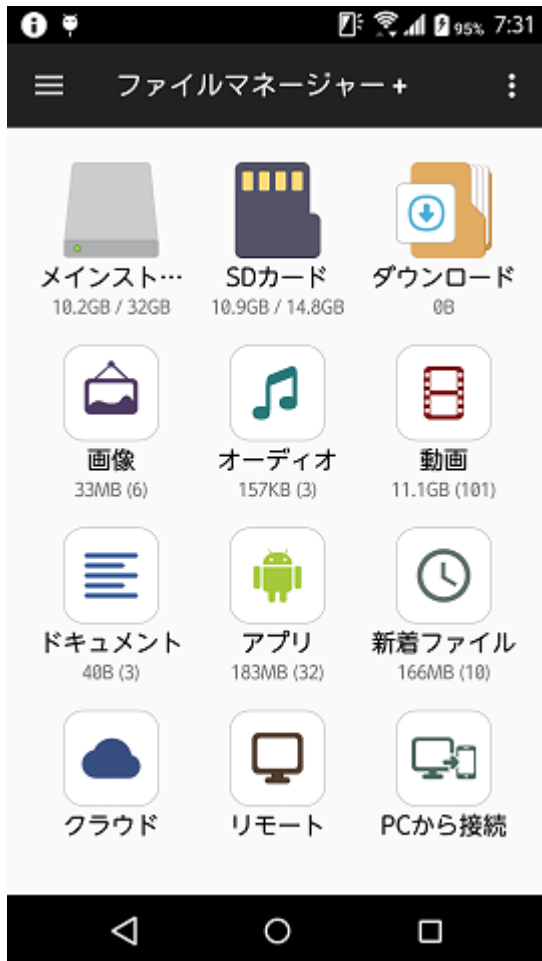 95% 7:31
ファイルマネージャー+
メインスト… SDカード ダウンロード
10.2GB / 32GB 10.9GB / 14.8GB 0B
画像 オーディオ 動画
33MB (6) 157KB (3) 11.1GB (101)
ドキュメント アプリ 新着ファイル
40B (3) 183MB (32) 166MB (10)
クラウド リモート PCから接続